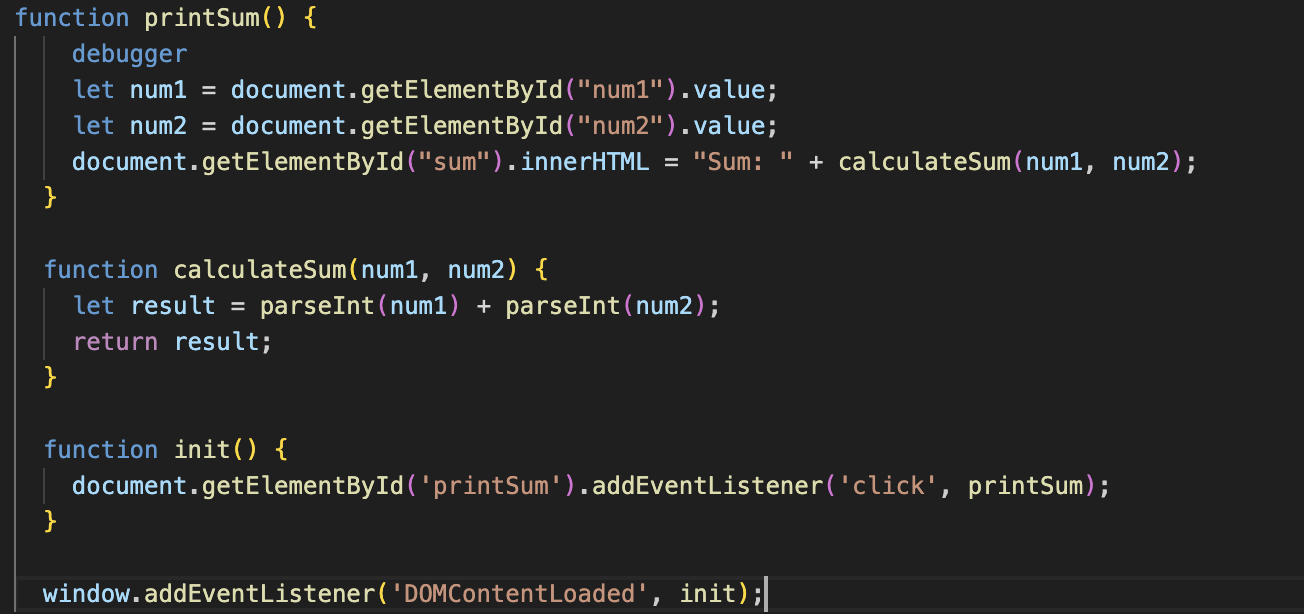 function printSum() {
debugger
let num1 = document.getElementById("num1").value;
let num2 = document.getElementById("num2").value;
document.getElementById("sum").innerHTML = "Sum: " + calculateSum(num1, num2);
}
function calculateSum(num1, num2) {
let result = parseInt(num1) + parseInt(num2);
return result;
}
function init() {
document.getElementById('printSum').addEventListener('click', printSum);
}
window.addEventListener('DOMContentLoaded', init);